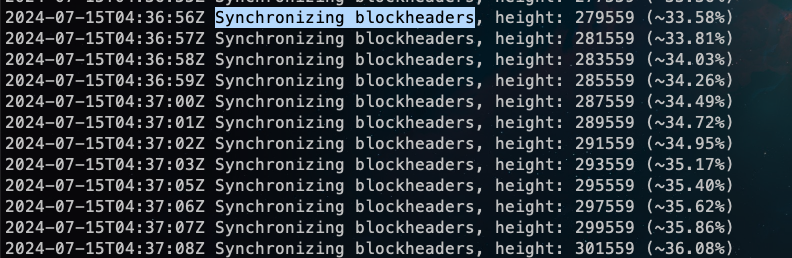 2024-07-15T04:36:56Z Synchronizing blockheaders, height: 279559 (~33.58%)
2024-07-15T04:36:57Z Synchronizing blockheaders, height: 281559 (~33.81%)
2024-07-15T04:36:58Z Synchronizing blockheaders, height: 283559 (~34.03%)
2024-07-15T04:36:59Z Synchronizing blockheaders, height: 285559 (~34.26%)
2024-07-15T04:37:00Z Synchronizing blockheaders, height: 287559 (~34.49%)
2024-07-15T04:37:01Z Synchronizing blockheaders, height: 289559 (~34.72%)
2024-07-15T04:37:02Z Synchronizing blockheaders, height: 291559 (~34.95%)
2024-07-15T04:37:03Z Synchronizing blockheaders, height: 293559 (~35.17%)
2024-07-15T04:37:05Z Synchronizing blockheaders, height: 295559 (~35.40%)
2024-07-15T04:37:06Z Synchronizing blockheaders, height: 297559 (~35.62%)
2024-07-15T04:37:07Z Synchronizing blockheaders, height: 299559 (~35.86%)
2024-07-15T04:37:08Z Synchronizing blockheaders, height: 301559 (~36.08%)